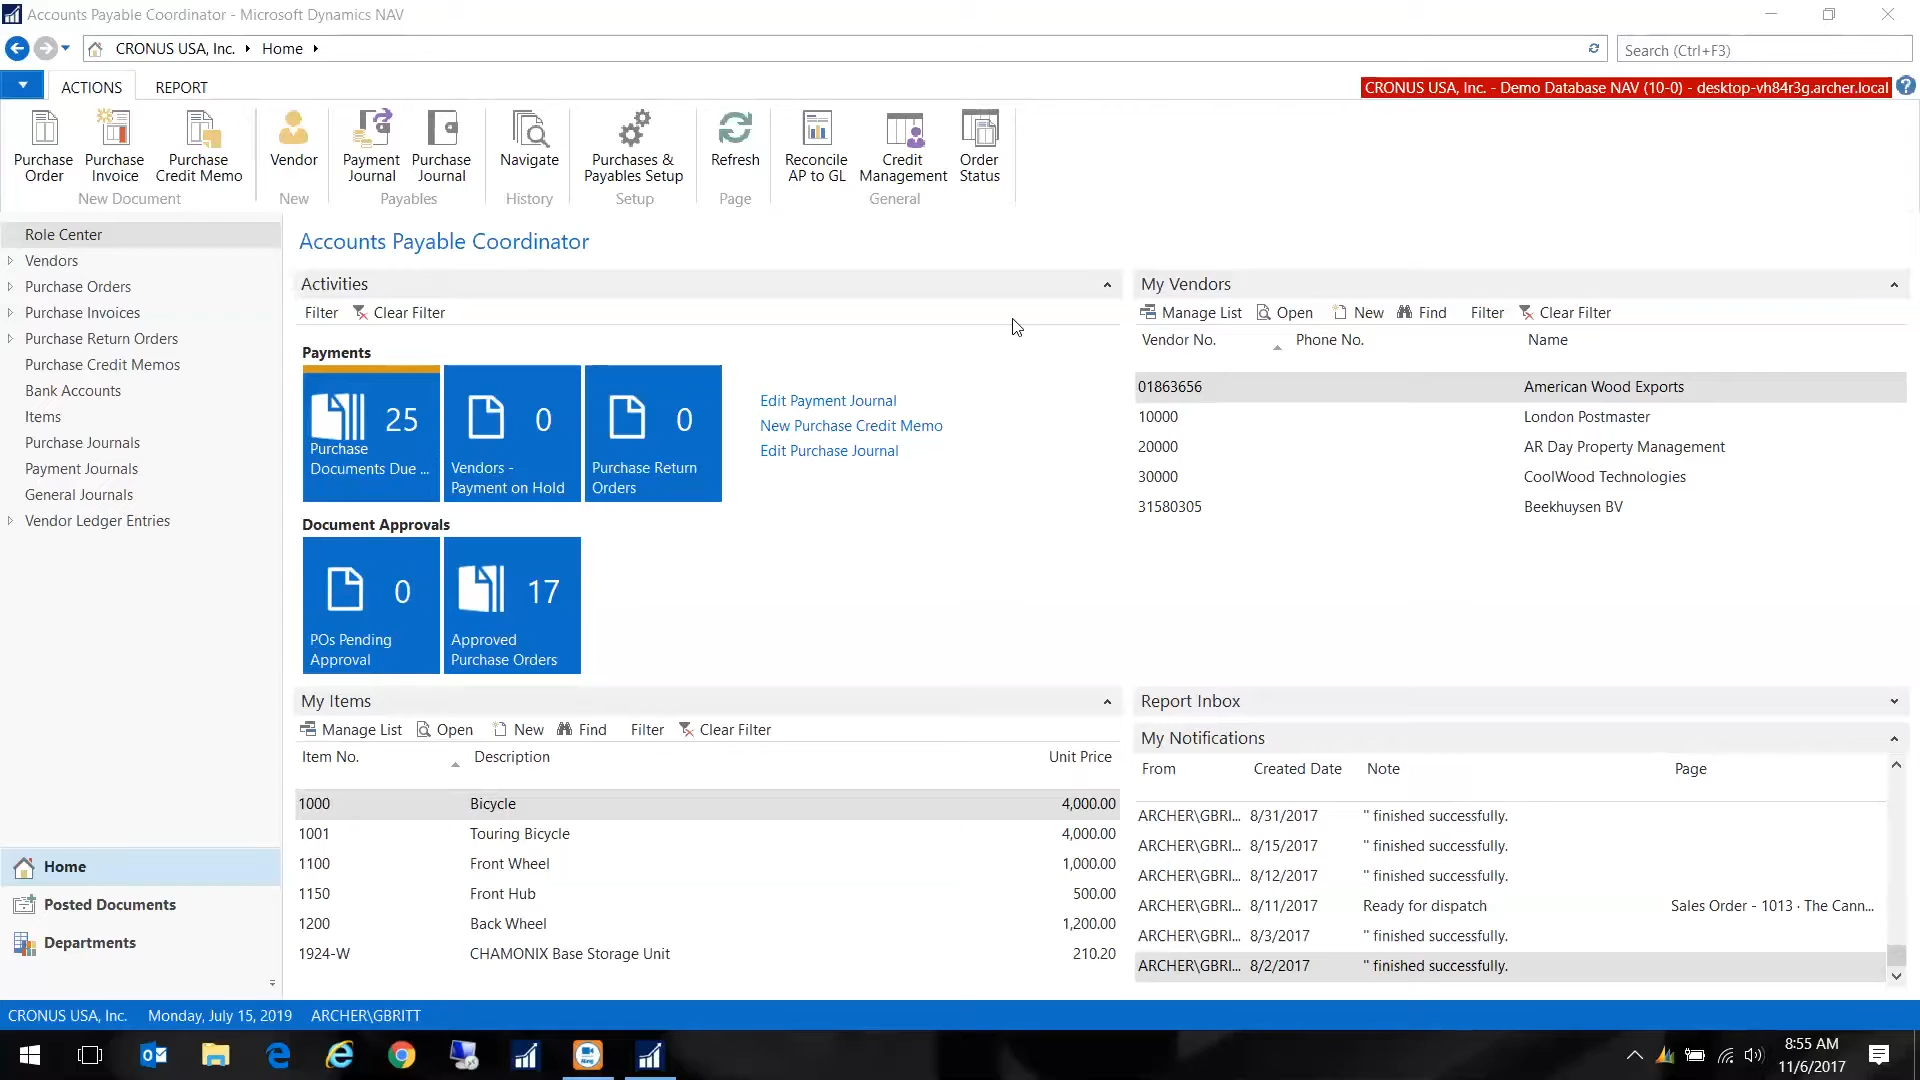 Accounts Payable Coordinator - Microsoft Dynamics NAV
CRONUS USA, Inc. Home
Search (Ctrl+F3)
ACTIONS REPORT
CRONUS USA, Inc. - Demo Database NAV (10-0) - desktop-vh84r3g.archer.local
Purchase Order
Purchase Invoice
Purchase Credit Memo
New Document
Vendor
New
Payment Journal
Purchase Journal
Payables
Navigate
History
Purchases & Payables Setup
Setup
Refresh
Page
Reconcile AP to GL
Credit Management
Order Status
General
Role Center
Vendors
Purchase Orders
Purchase Invoices
Purchase Return Orders
Purchase Credit Memos
Bank Accounts
Items
Purchase Journals
Payment Journals
General Journals
Vendor Ledger Entries
Home
Posted Documents
Departments
Accounts Payable Coordinator
Activities
Filter Clear Filter
Payments
25
Purchase
Documents Due ...
0
Vendors -
Payment on Hold
0
Purchase Return
Orders
Edit Payment Journal
New Purchase Credit Memo
Edit Purchase Journal
Document Approvals
0
POs Pending
Approval
17
Approved
Purchase Orders
My Items
Manage List Open New Find Filter Clear Filter
Item No. Description Unit Price
1000 Bicycle 4,000.00
1001 Touring Bicycle 4,000.00
1100 Front Wheel 1,000.00
1150 Front Hub 500.00
1200 Back Wheel 1,200.00
1924-W CHAMONIX Base Storage Unit 210.20
My Vendors
Manage List Open New Find Filter Clear Filter
Vendor No. Phone No. Name
01863656 American Wood Exports
10000 London Postmaster
20000 AR Day Property Management
30000 CoolWood Technologies
31580305 Beekhuysen BV
Report Inbox
My Notifications
From Created Date Note Page
ARCHER\GBRI... 8/31/2017 '' finished successfully.
ARCHER\GBRI... 8/15/2017 '' finished successfully.
ARCHER\GBRI... 8/12/2017 '' finished successfully.
ARCHER\GBRI... 8/11/2017 Ready for dispatch Sales Order - 1013 · The Cann...
ARCHER\GBRI... 8/3/2017 '' finished successfully.
ARCHER\GBRI... 8/2/2017 '' finished successfully.
CRONUS USA, Inc. Monday, July 15, 2019 ARCHER\GBRITT
8:55 AM
11/6/2017